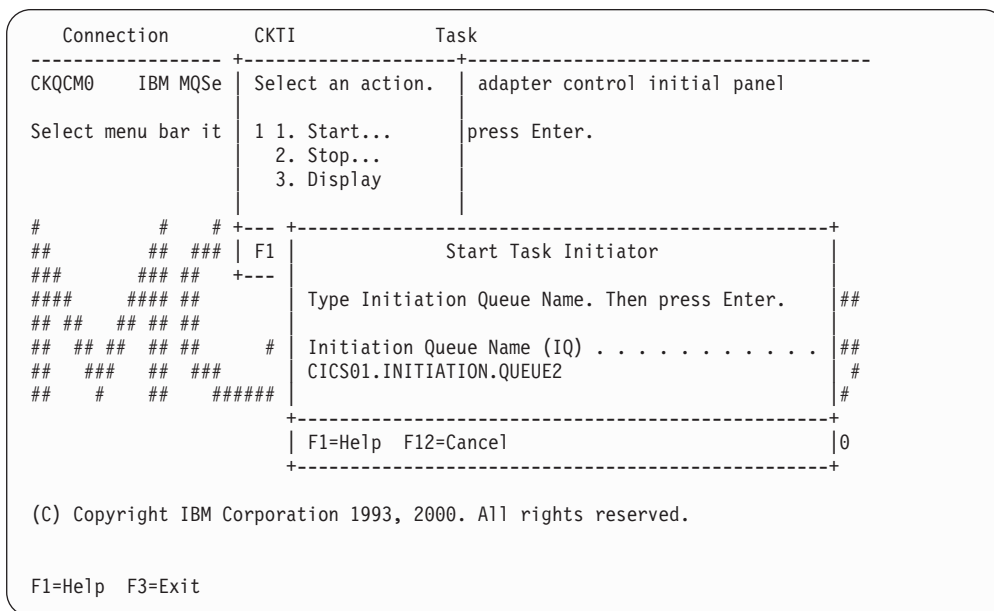 Connection        CKTI             Task
------------------ +--------------------+--------------------------------------
CKQCM0    IBM MQSe | Select an action.  | adapter control initial panel
                   |                    |
Select menu bar it | 1 1. Start...      |press Enter.
                   |   2. Stop...       |
                   |   3. Display       |
                   |                    |
#           #    # +--- +--------------------------------------------------+
##         ##  ### | F1 |              Start Task Initiator                |
###       ### ##   +--- |                                                  |
####     #### ##        | Type Initiation Queue Name. Then press Enter.    |##
## ##   ## ## ##        |                                                  |
##  ## ##  ## ##      # | Initiation Queue Name (IQ) . . . . . . . . . . . |##
##   ###   ##  ###      | CICS01.INITIATION.QUEUE2                         | #
##    #    ##    ###### |                                                  |#
                        +--------------------------------------------------+
                        | F1=Help  F12=Cancel                              |0
                        +--------------------------------------------------+
(C) Copyright IBM Corporation 1993, 2000. All rights reserved.
F1=Help  F3=Exit